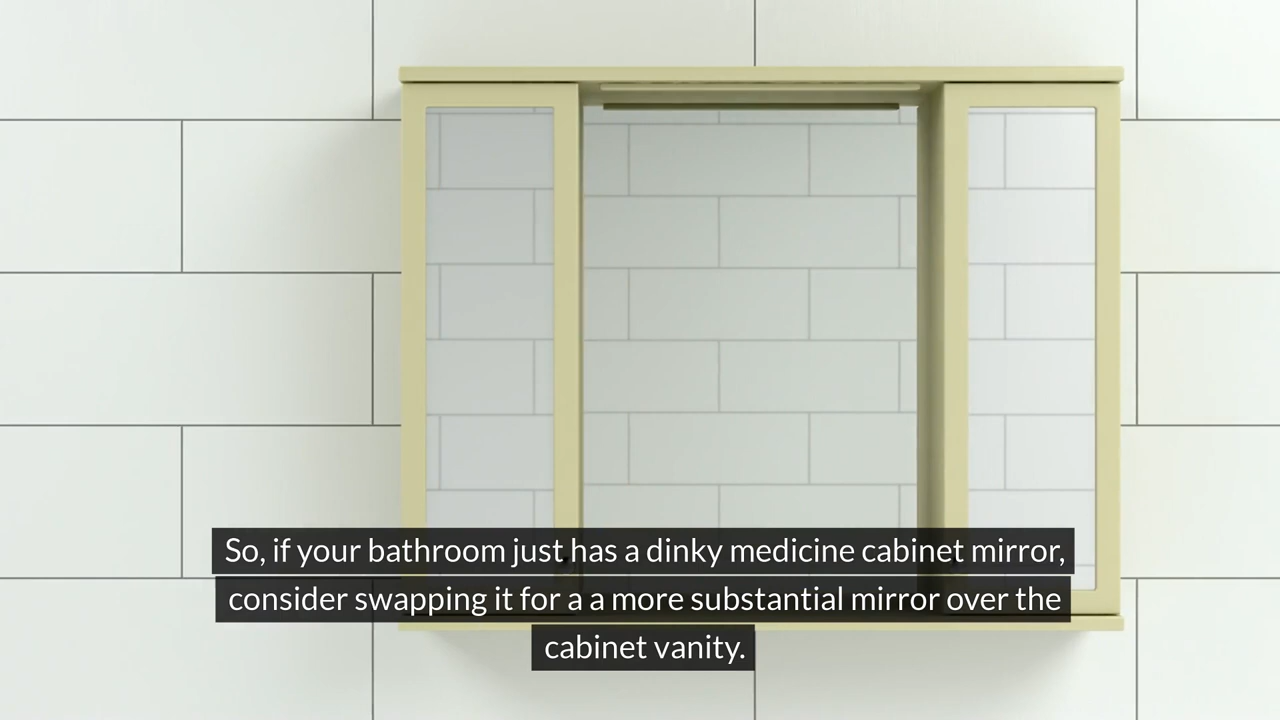 So, if your bathroom just has a dinky medicine cabinet mirror,
consider swapping it for a a more substantial mirror over the
cabinet vanity.